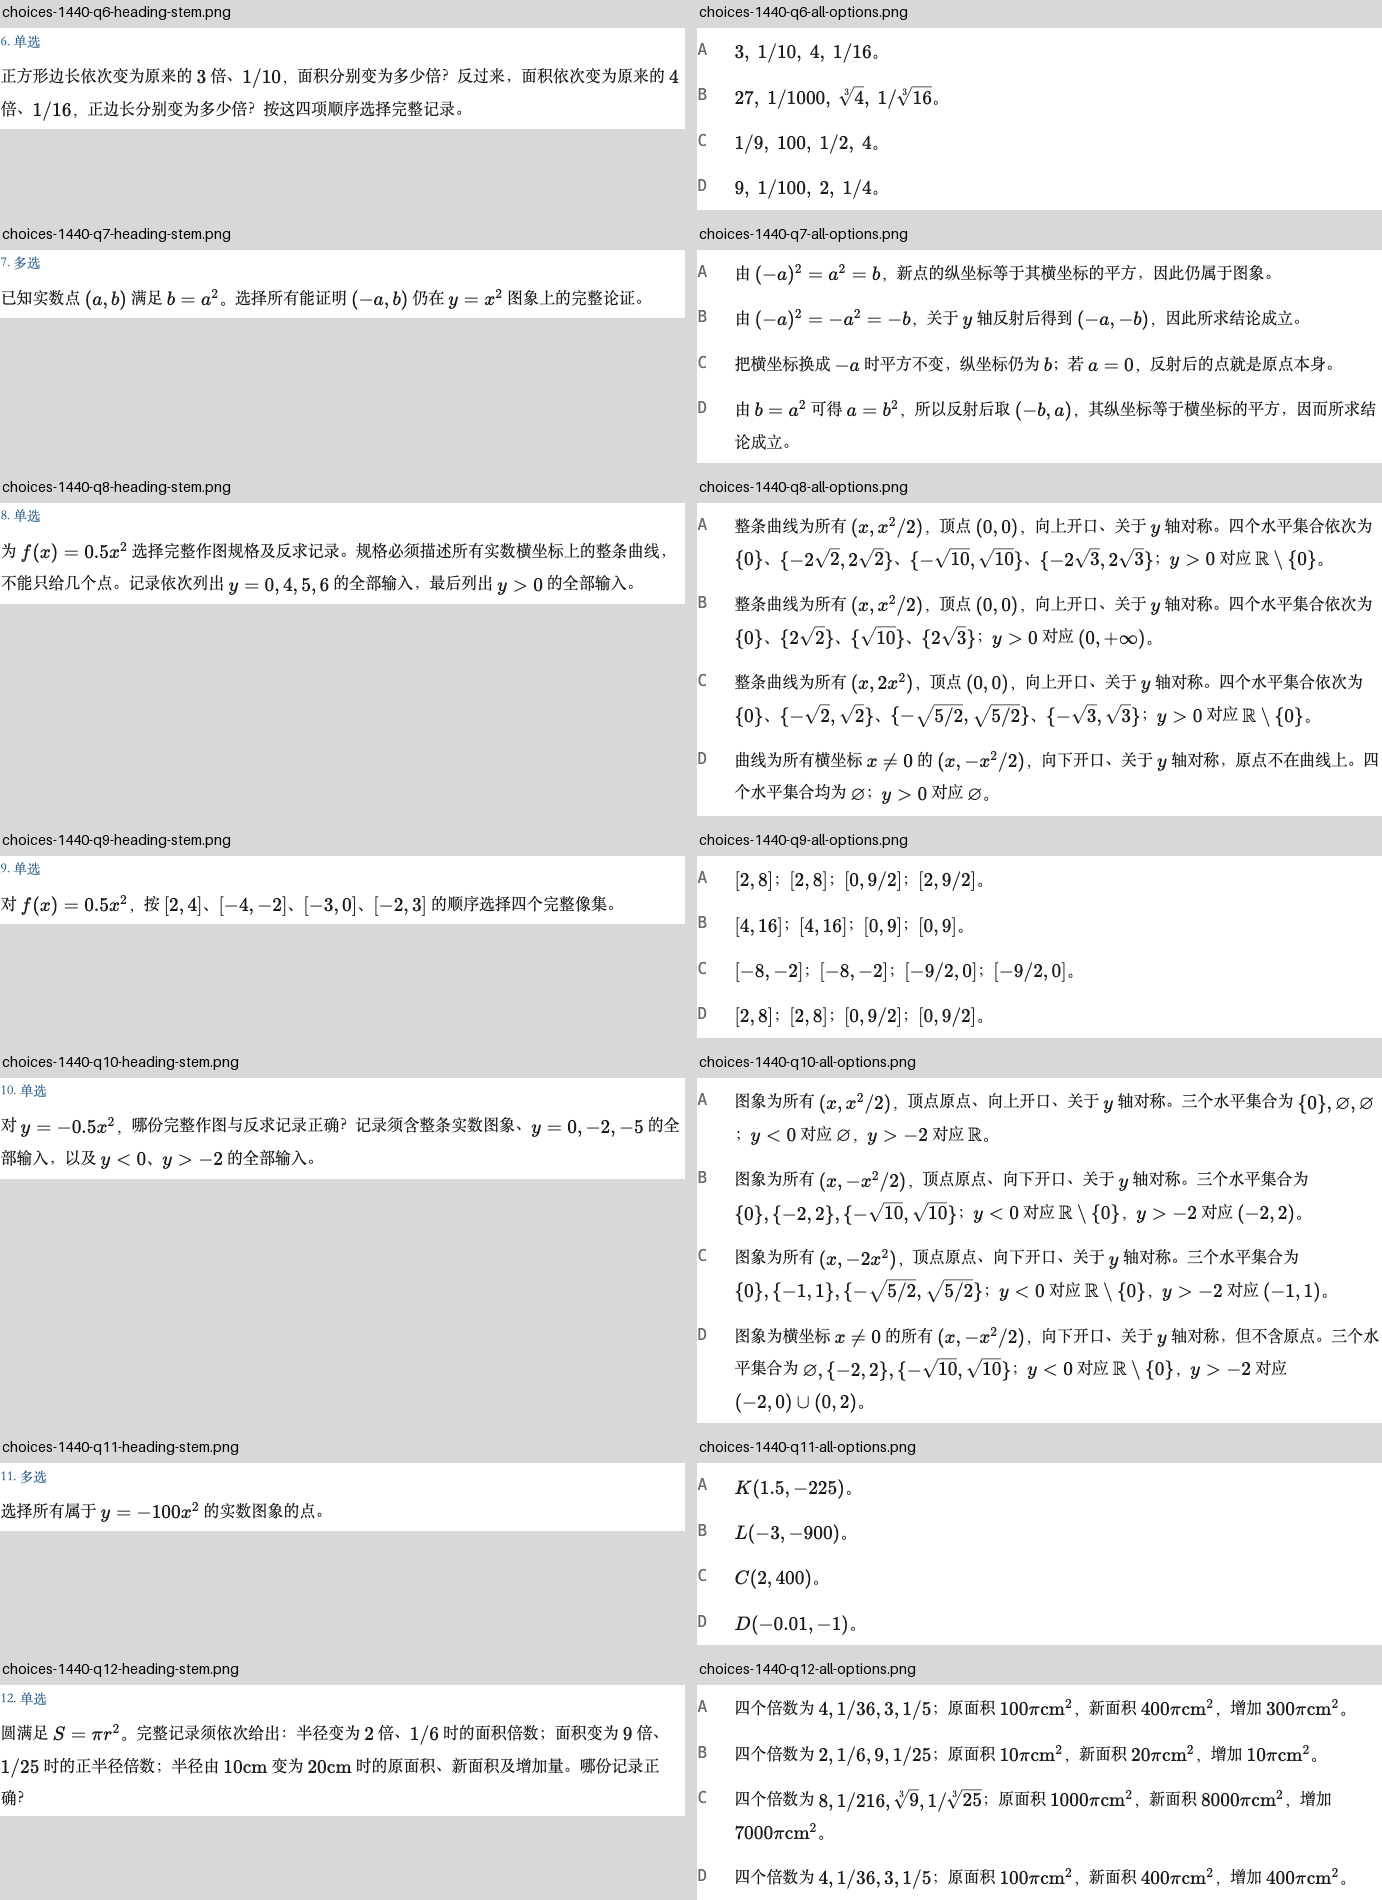 choices-1440-q6-heading-stem.png
6. 单选
正方形边长依次变为原来的 3 倍、1/10，面积分别变为多少倍？反过来，面积依次变为原来的 4
倍、1/16，正边长分别变为多少倍？按这四项顺序选择完整记录。
choices-1440-q6-all-options.png
A 3, 1/10, 4, 1/16。
B 27, 1/1000, ∛4, 1/∛16。
C 1/9, 100, 1/2, 4。
D 9, 1/100, 2, 1/4。
choices-1440-q7-heading-stem.png
7. 多选
已知实数点 (a, b) 满足 b = a²。选择所有能证明 (−a, b) 仍在 y = x² 图象上的完整论证。
choices-1440-q7-all-options.png
A 由 (−a)² = a² = b，新点的纵坐标等于其横坐标的平方，因此仍属于图象。
B 由 (−a)² = −a² = −b，关于 y 轴反射后得到 (−a, −b)，因此所求结论成立。
C 把横坐标换成 −a 时平方不变，纵坐标仍为 b；若 a = 0，反射后的点就是原点本身。
D 由 b = a² 可得 a = b²，所以反射后取 (−b, a)，其纵坐标等于横坐标的平方，因而所求结
论成立。
choices-1440-q8-heading-stem.png
8. 单选
为 f(x) = 0.5x² 选择完整作图规格及反求记录。规格必须描述所有实数横坐标上的整条曲线，
不能只给几个点。记录依次列出 y = 0, 4, 5, 6 的全部输入，最后列出 y > 0 的全部输入。
choices-1440-q8-all-options.png
A 整条曲线为所有 (x, x²/2)，顶点 (0, 0)，向上开口、关于 y 轴对称。四个水平集合依次为
{0}、{−2√2, 2√2}、{−√10, √10}、{−2√3, 2√3}；y > 0 对应 ℝ ∖ {0}。
B 整条曲线为所有 (x, x²/2)，顶点 (0, 0)，向上开口、关于 y 轴对称。四个水平集合依次为
{0}、{2√2}、{√10}、{2√3}；y > 0 对应 (0, +∞)。
C 整条曲线为所有 (x, 2x²)，顶点 (0, 0)，向上开口、关于 y 轴对称。四个水平集合依次为
{0}、{−√2, √2}、{−√(5/2), √(5/2)}、{−√3, √3}；y > 0 对应 ℝ ∖ {0}。
D 曲线为所有横坐标 x ≠ 0 的 (x, −x²/2)，向下开口、关于 y 轴对称，原点不在曲线上。四
个水平集合均为 ∅；y > 0 对应 ∅。
choices-1440-q9-heading-stem.png
9. 单选
对 f(x) = 0.5x²，按 [2, 4]、[−4, −2]、[−3, 0]、[−2, 3] 的顺序选择四个完整像集。
choices-1440-q9-all-options.png
A [2, 8]；[2, 8]；[0, 9/2]；[2, 9/2]。
B [4, 16]；[4, 16]；[0, 9]；[0, 9]。
C [−8, −2]；[−8, −2]；[−9/2, 0]；[−9/2, 0]。
D [2, 8]；[2, 8]；[0, 9/2]；[0, 9/2]。
choices-1440-q10-heading-stem.png
10. 单选
对 y = −0.5x²，哪份完整作图与反求记录正确？记录须含整条实数图象、y = 0, −2, −5 的全
部输入，以及 y < 0、y > −2 的全部输入。
choices-1440-q10-all-options.png
A 图象为所有 (x, x²/2)，顶点原点、向上开口、关于 y 轴对称。三个水平集合为 {0}, ∅, ∅
；y < 0 对应 ∅，y > −2 对应 ℝ。
B 图象为所有 (x, −x²/2)，顶点原点、向下开口、关于 y 轴对称。三个水平集合为
{0}, {−2, 2}, {−√10, √10}；y < 0 对应 ℝ ∖ {0}，y > −2 对应 (−2, 2)。
C 图象为所有 (x, −2x²)，顶点原点、向下开口、关于 y 轴对称。三个水平集合为
{0}, {−1, 1}, {−√(5/2), √(5/2)}；y < 0 对应 ℝ ∖ {0}，y > −2 对应 (−1, 1)。
D 图象为横坐标 x ≠ 0 的所有 (x, −x²/2)，向下开口、关于 y 轴对称，但不含原点。三个水
平集合为 ∅, {−2, 2}, {−√10, √10}；y < 0 对应 ℝ ∖ {0}，y > −2 对应
(−2, 0) ∪ (0, 2)。
choices-1440-q11-heading-stem.png
11. 多选
选择所有属于 y = −100x² 的实数图象的点。
choices-1440-q11-all-options.png
A K(1.5, −225)。
B L(−3, −900)。
C C(2, 400)。
D D(−0.01, −1)。
choices-1440-q12-heading-stem.png
12. 单选
圆满足 S = πr²。完整记录须依次给出：半径变为 2 倍、1/6 时的面积倍数；面积变为 9 倍、
1/25 时的正半径倍数；半径由 10cm 变为 20cm 时的原面积、新面积及增加量。哪份记录正
确？
choices-1440-q12-all-options.png
A 四个倍数为 4, 1/36, 3, 1/5；原面积 100πcm²，新面积 400πcm²，增加 300πcm²。
B 四个倍数为 2, 1/6, 9, 1/25；原面积 10πcm²，新面积 20πcm²，增加 10πcm²。
C 四个倍数为 8, 1/216, ∛9, 1/∛25；原面积 1000πcm²，新面积 8000πcm²，增加
7000πcm²。
D 四个倍数为 4, 1/36, 3, 1/5；原面积 100πcm²，新面积 400πcm²，增加 400πcm²。